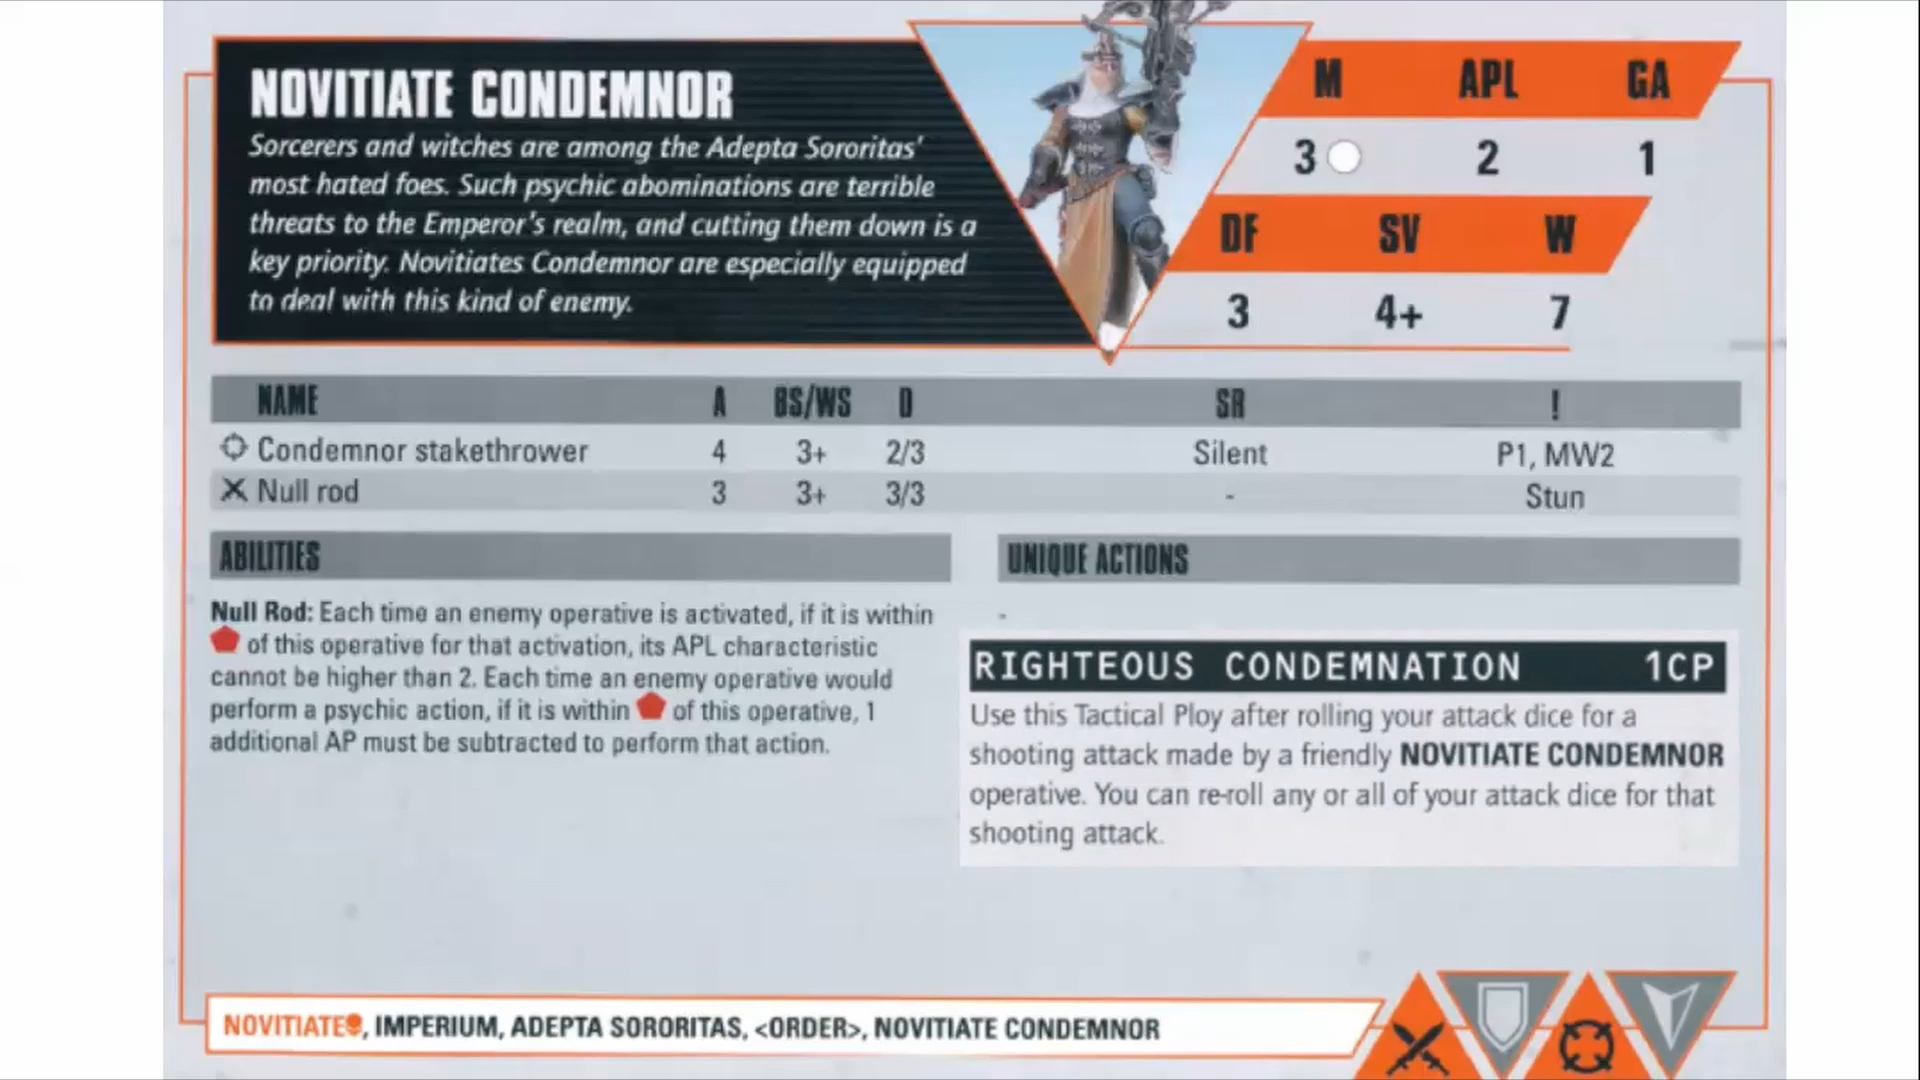 NOVITIATE CONDEMNOR
Sorcerers and witches are among the Adepta Sororitas'
most hated foes. Such psychic abominations are terrible
threats to the Emperor's realm, and cutting them down is a
key priority. Novitiates Condemnor are especially equipped
to deal with this kind of enemy.
M APL GA
3 2 1
DF SV W
3 4+ 7
NAME A BS/WS D SR !
Condemnor stakethrower 4 3+ 2/3 Silent P1, MW2
Null rod 3 3+ 3/3 - Stun
ABILITIES
Null Rod: Each time an enemy operative is activated, if it is within
of this operative for that activation, its APL characteristic
cannot be higher than 2. Each time an enemy operative would
perform a psychic action, if it is within of this operative, 1
additional AP must be subtracted to perform that action.
UNIQUE ACTIONS
-
RIGHTEOUS CONDEMNATION 1CP
Use this Tactical Ploy after rolling your attack dice for a
shooting attack made by a friendly NOVITIATE CONDEMNOR
operative. You can re-roll any or all of your attack dice for that
shooting attack.
NOVITIATE, IMPERIUM, ADEPTA SORORITAS, <ORDER>, NOVITIATE CONDEMNOR